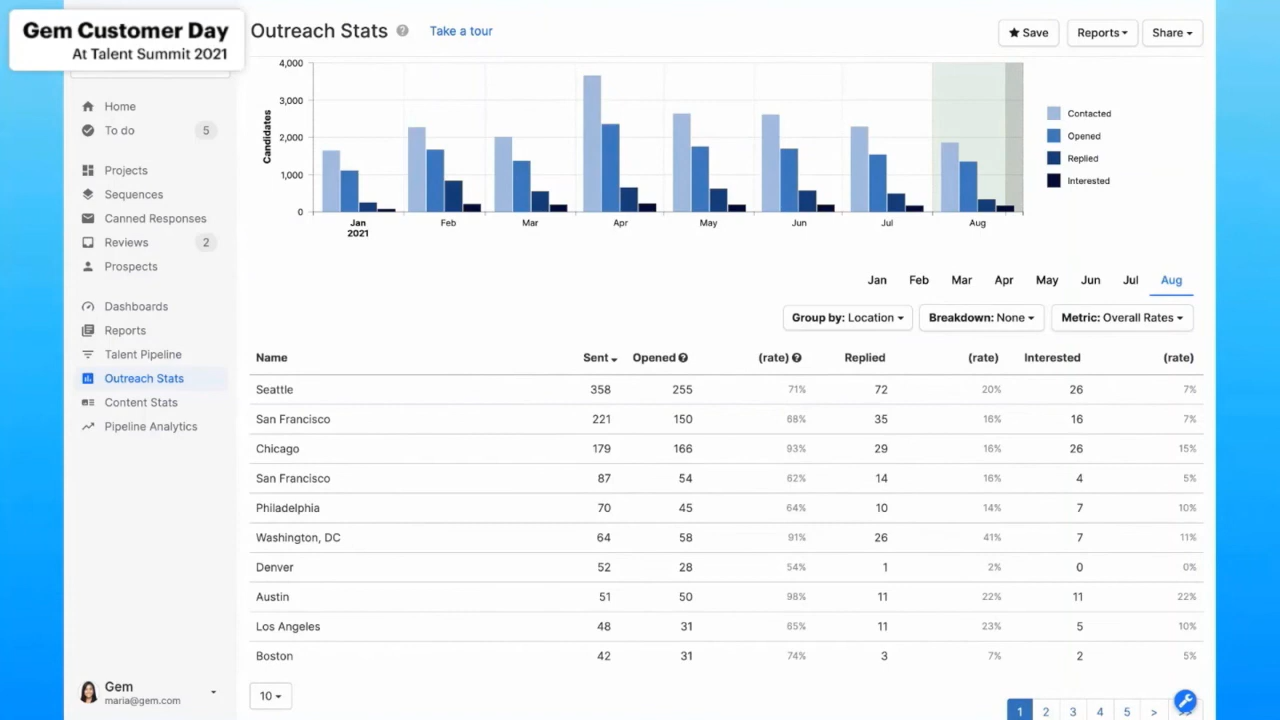 Gem Customer Day
At Talent Summit 2021
Outreach Stats ? Take a tour
★ Save Reports Share
Home
To do 5
Projects
Sequences
Canned Responses
Reviews 2
Prospects
Dashboards
Reports
Talent Pipeline
Outreach Stats
Content Stats
Pipeline Analytics
Gem
maria@gem.com
Candidates
4,000
3,000
2,000
1,000
0
Jan Feb Mar Apr May Jun Jul Aug
2021
Contacted
Opened
Replied
Interested
Jan Feb Mar Apr May Jun Jul Aug
Group by: Location Breakdown: None Metric: Overall Rates
Name Sent Opened ? (rate) ? Replied (rate) Interested (rate)
Seattle 358 255 71% 72 20% 26 7%
San Francisco 221 150 68% 35 16% 16 7%
Chicago 179 166 93% 29 16% 26 15%
San Francisco 87 54 62% 14 16% 4 5%
Philadelphia 70 45 64% 10 14% 7 10%
Washington, DC 64 58 91% 26 41% 7 11%
Denver 52 28 54% 1 2% 0 0%
Austin 51 50 98% 11 22% 11 22%
Los Angeles 48 31 65% 11 23% 5 10%
Boston 42 31 74% 3 7% 2 5%
10
1 2 3 4 5 > >>